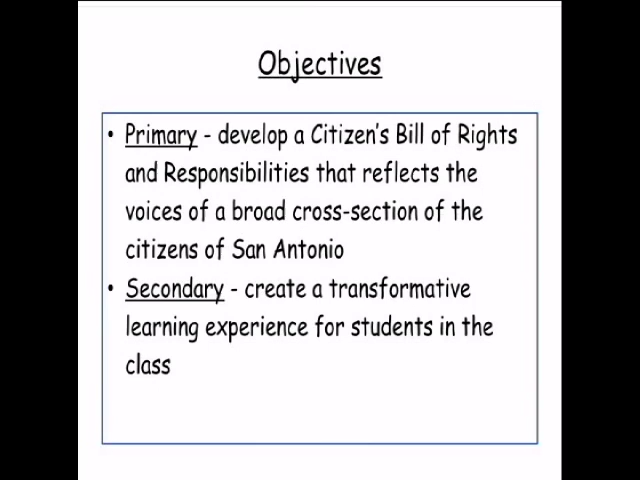 Objectives
• Primary - develop a Citizen's Bill of Rights
and Responsibilities that reflects the
voices of a broad cross-section of the
citizens of San Antonio
• Secondary - create a transformative
learning experience for students in the
class